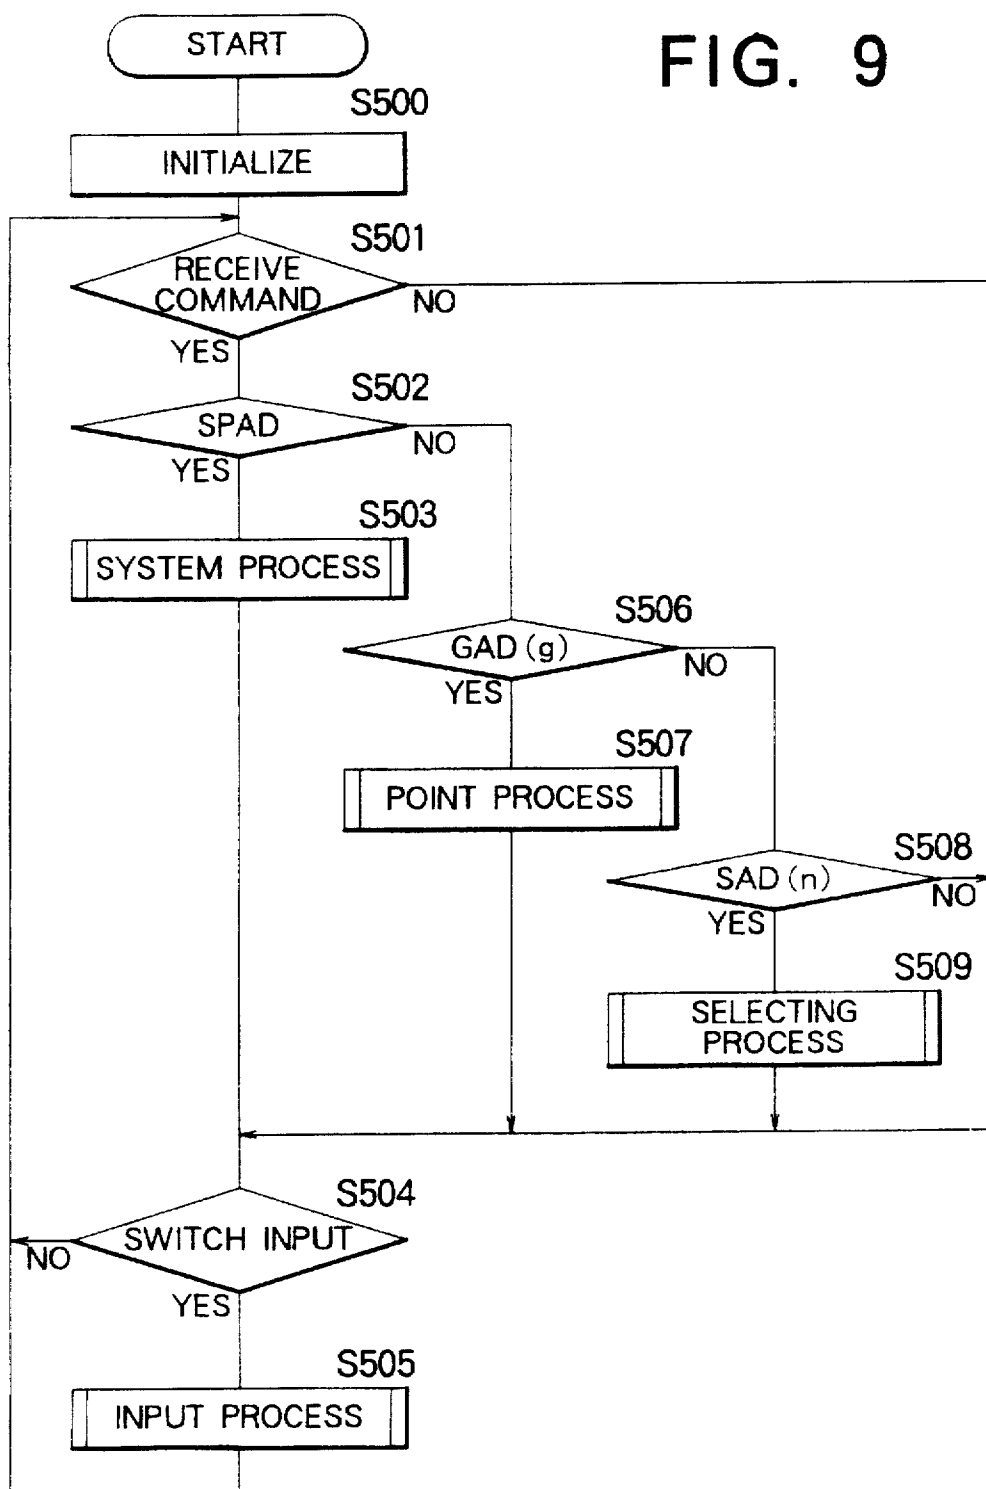 START
FIG. 9
S500
INITIALIZE
S501
RECEIVE
COMMAND
NO
YES
S502
SPAD
NO
YES
S503
SYSTEM PROCESS
S506
GAD (g)
NO
YES
S507
POINT PROCESS
S508
SAD (n)
NO
YES
S509
SELECTING
PROCESS
S504
SWITCH INPUT
NO
YES
S505
INPUT PROCESS